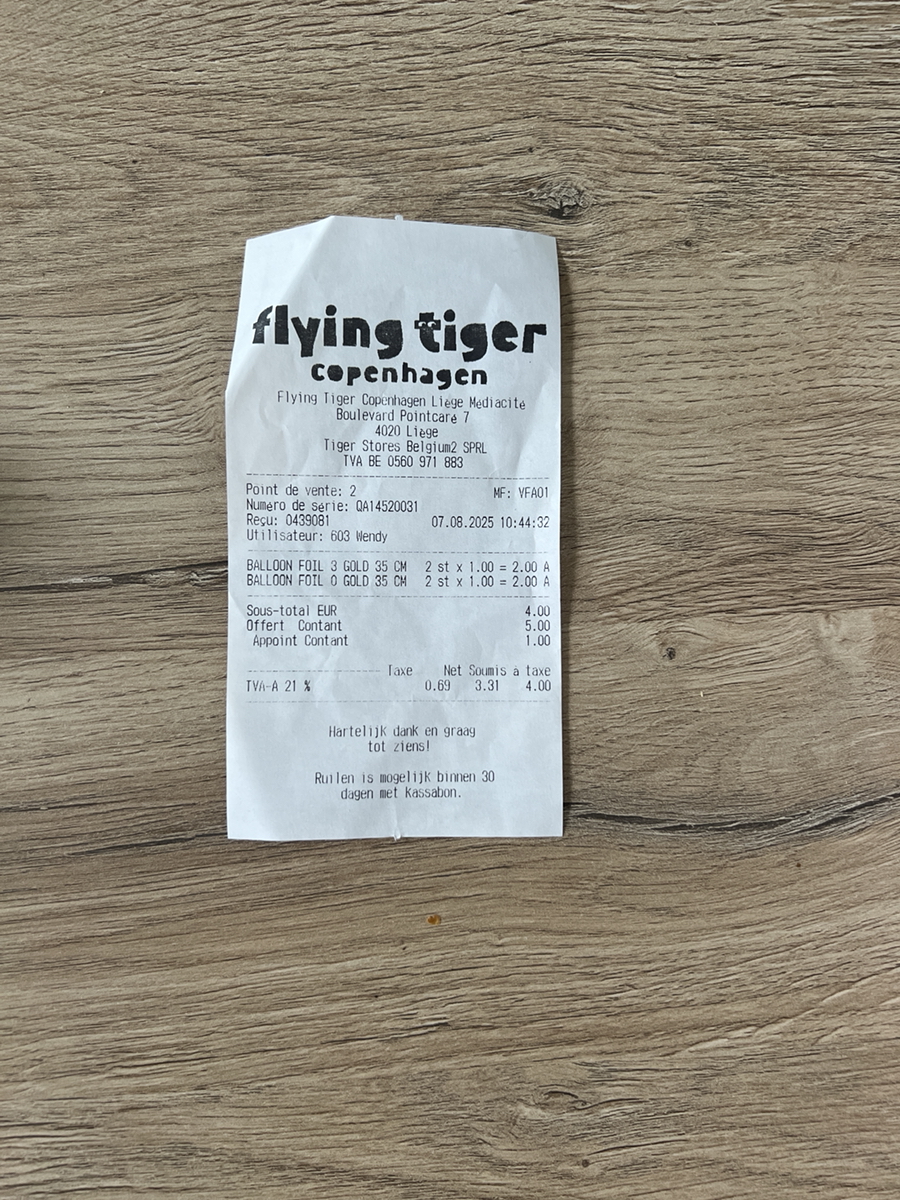 flying tiger
copenhagen
Flying Tiger Copenhagen Liège Médiacité
Boulevard Pointcaré 7
4020 Liège
Tiger Stores Belgium2 SPRL
TVA BE 0560 971 883
Point de vente: 2 MF: VFA01
Numéro de série: QA14520031
Reçu: 0439081 07.08.2025 10:44:32
Utilisateur: 603 Wendy
BALLOON FOIL 3 GOLD 35 CM 2 st x 1.00 = 2.00 A
BALLOON FOIL 0 GOLD 35 CM 2 st x 1.00 = 2.00 A
Sous-total EUR 4.00
Offert Contant 5.00
Appoint Contant 1.00
Taxe Net Soumis à taxe
TVA-A 21 % 0.69 3.31 4.00
Hartelijk dank en graag
tot ziens!
Ruilen is mogelijk binnen 30
dagen met kassabon.